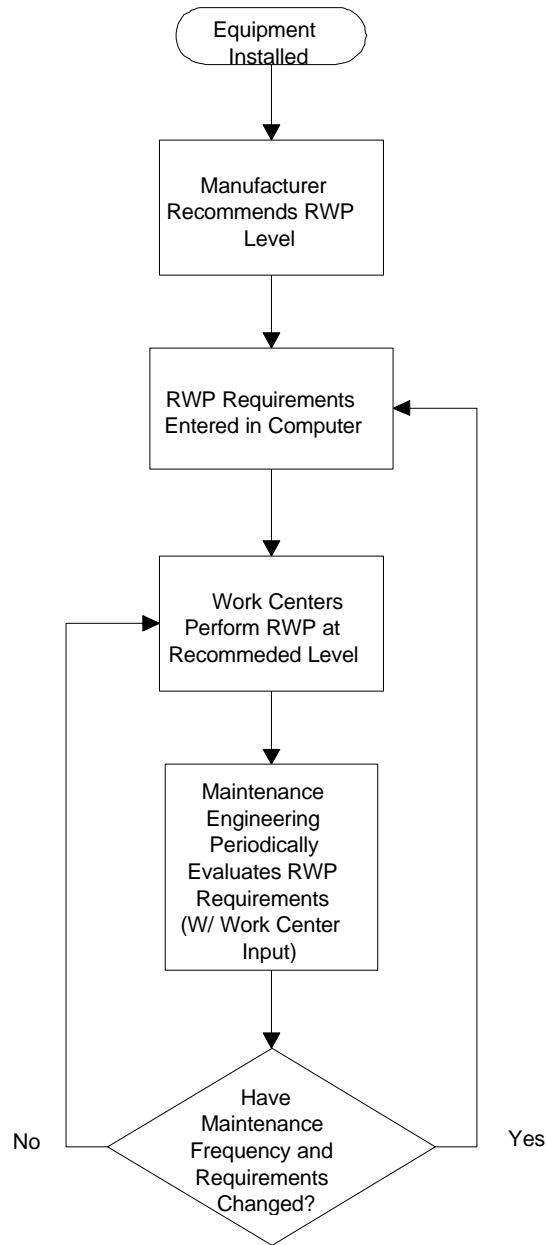 Equipment
Installed
Manufacturer
Recommends RWP
Level
RWP Requirements
Entered in Computer
Work Centers
Perform RWP at
Recommeded Level
Maintenance
Engineering
Periodically
Evaluates RWP
Requirements
(W/ Work Center
Input)
Have
Maintenance
Frequency and
Requirements
Changed?
No
Yes